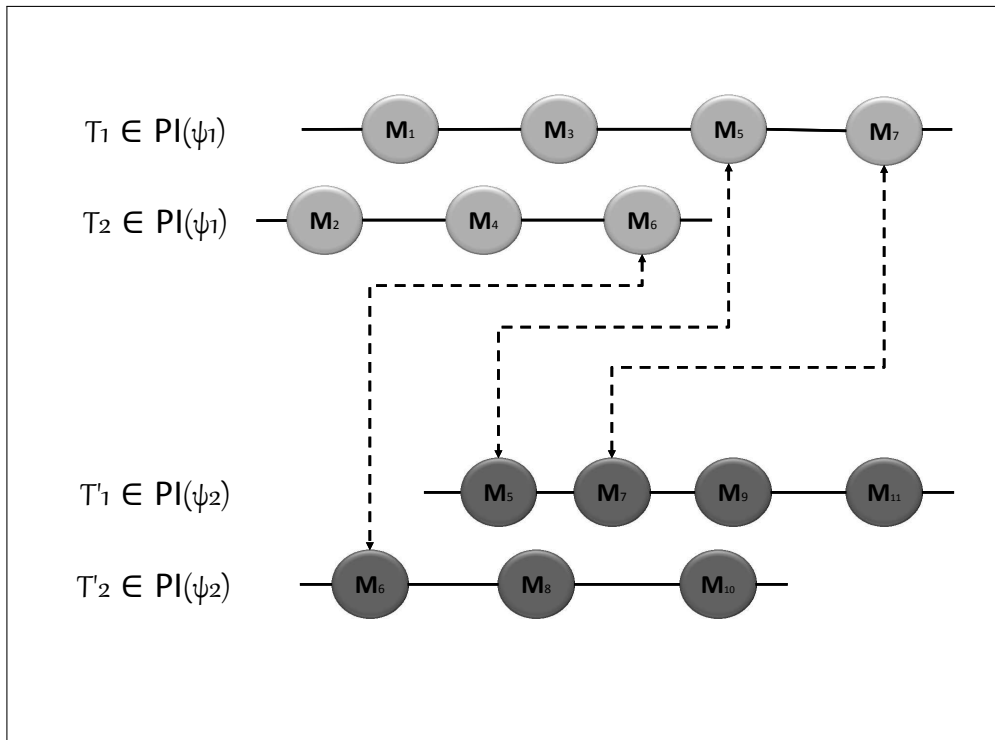 T1 ∈ PI(ψ1) M1 M3 M5 M7
T2 ∈ PI(ψ1) M2 M4 M6
T'1 ∈ PI(ψ2) M5 M7 M9 M11
T'2 ∈ PI(ψ2) M6 M8 M10